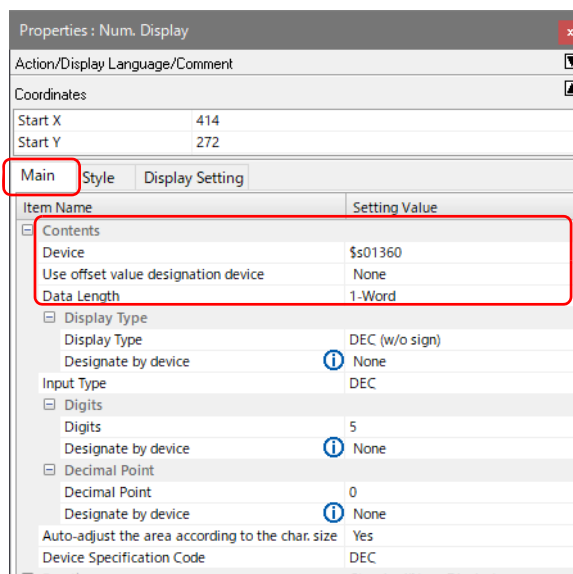 Properties : Num. Display
x
Action/Display Language/Comment
Coordinates
Start X 414
Start Y 272
Main Style Display Setting
Item Name Setting Value
Contents
Device $s01360
Use offset value designation device None
Data Length 1-Word
Display Type
Display Type DEC (w/o sign)
Designate by device i None
Input Type DEC
Digits
Digits 5
Designate by device i None
Decimal Point
Decimal Point 0
Designate by device i None
Auto-adjust the area according to the char. size Yes
Device Specification Code DEC